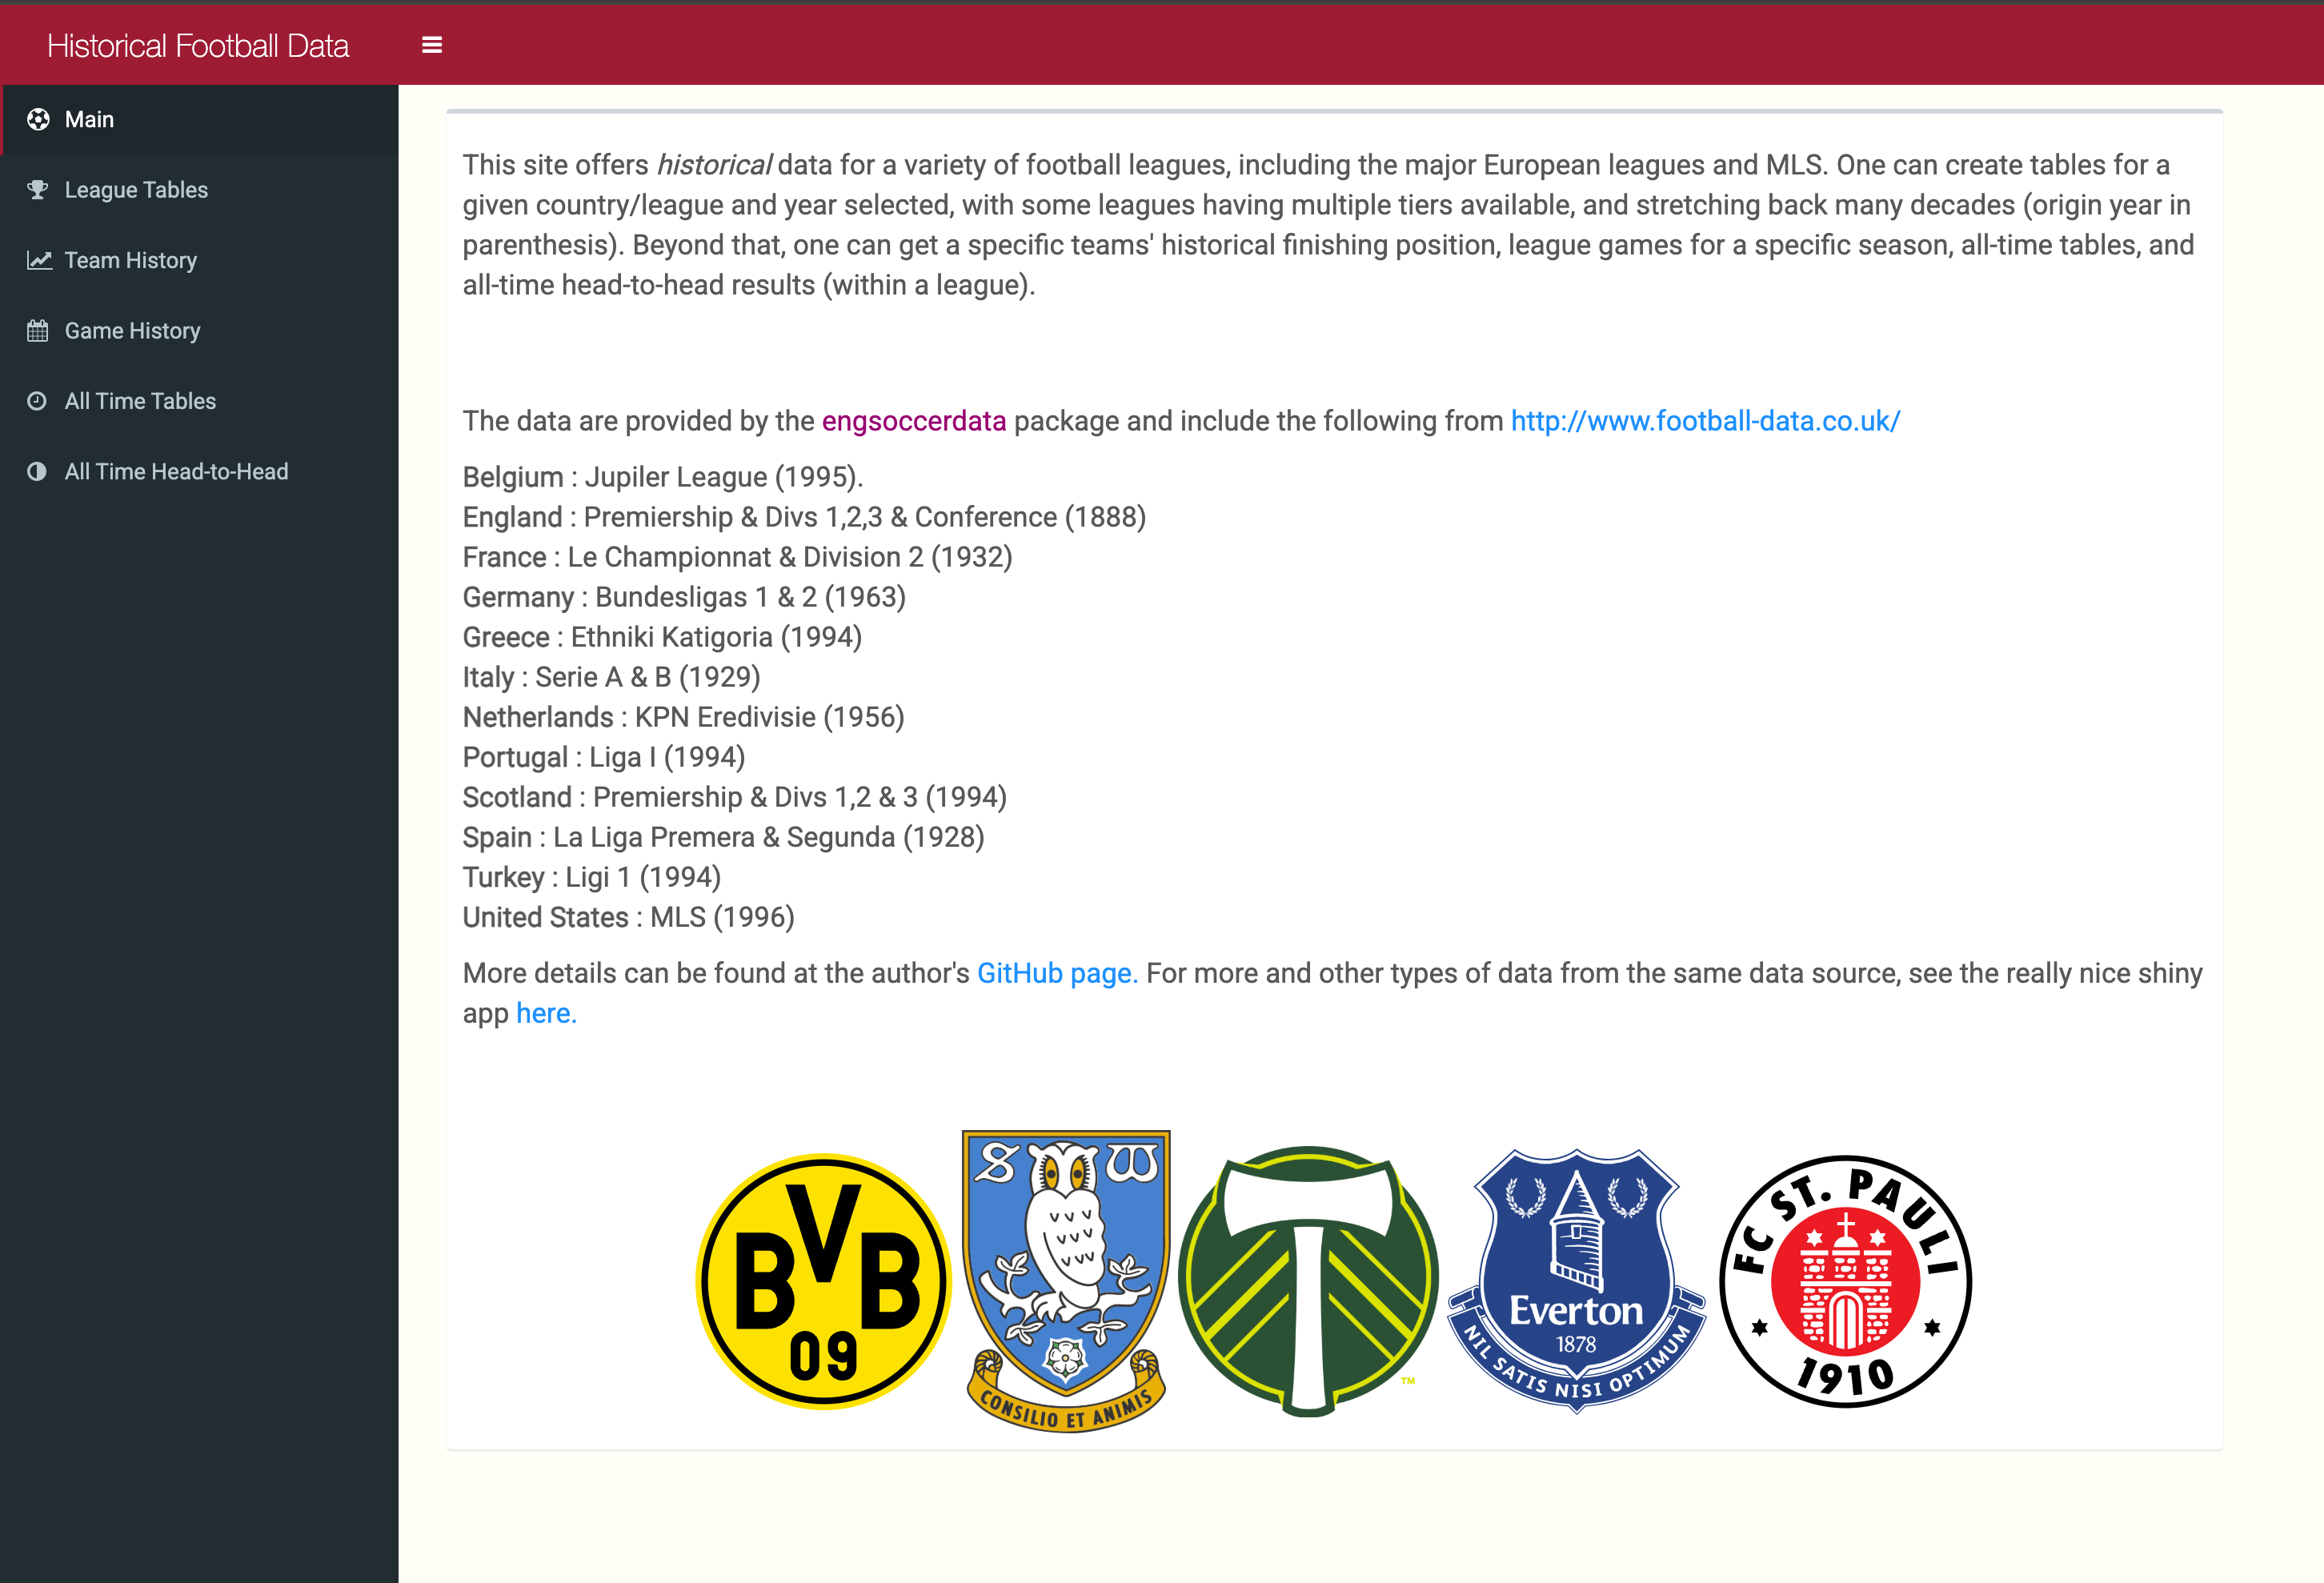 Historical Football Data
Main
League Tables
Team History
Game History
All Time Tables
All Time Head-to-Head
This site offers historical data for a variety of football leagues, including the major European leagues and MLS. One can create tables for a
given country/league and year selected, with some leagues having multiple tiers available, and stretching back many decades (origin year in
parenthesis). Beyond that, one can get a specific teams' historical finishing position, league games for a specific season, all-time tables, and
all-time head-to-head results (within a league).
The data are provided by the engsoccerdata package and include the following from http://www.football-data.co.uk/
Belgium : Jupiler League (1995).
England : Premiership & Divs 1,2,3 & Conference (1888)
France : Le Championnat & Division 2 (1932)
Germany : Bundesligas 1 & 2 (1963)
Greece : Ethniki Katigoria (1994)
Italy : Serie A & B (1929)
Netherlands : KPN Eredivisie (1956)
Portugal : Liga I (1994)
Scotland : Premiership & Divs 1,2 & 3 (1994)
Spain : La Liga Premera & Segunda (1928)
Turkey : Ligi 1 (1994)
United States : MLS (1996)
More details can be found at the author's GitHub page. For more and other types of data from the same data source, see the really nice shiny
app here.
BVB
09
S W
CONSILIO ET ANIMIS
TM
Everton
1878
NIL SATIS NISI OPTIMUM
FC ST. PAULI
1910